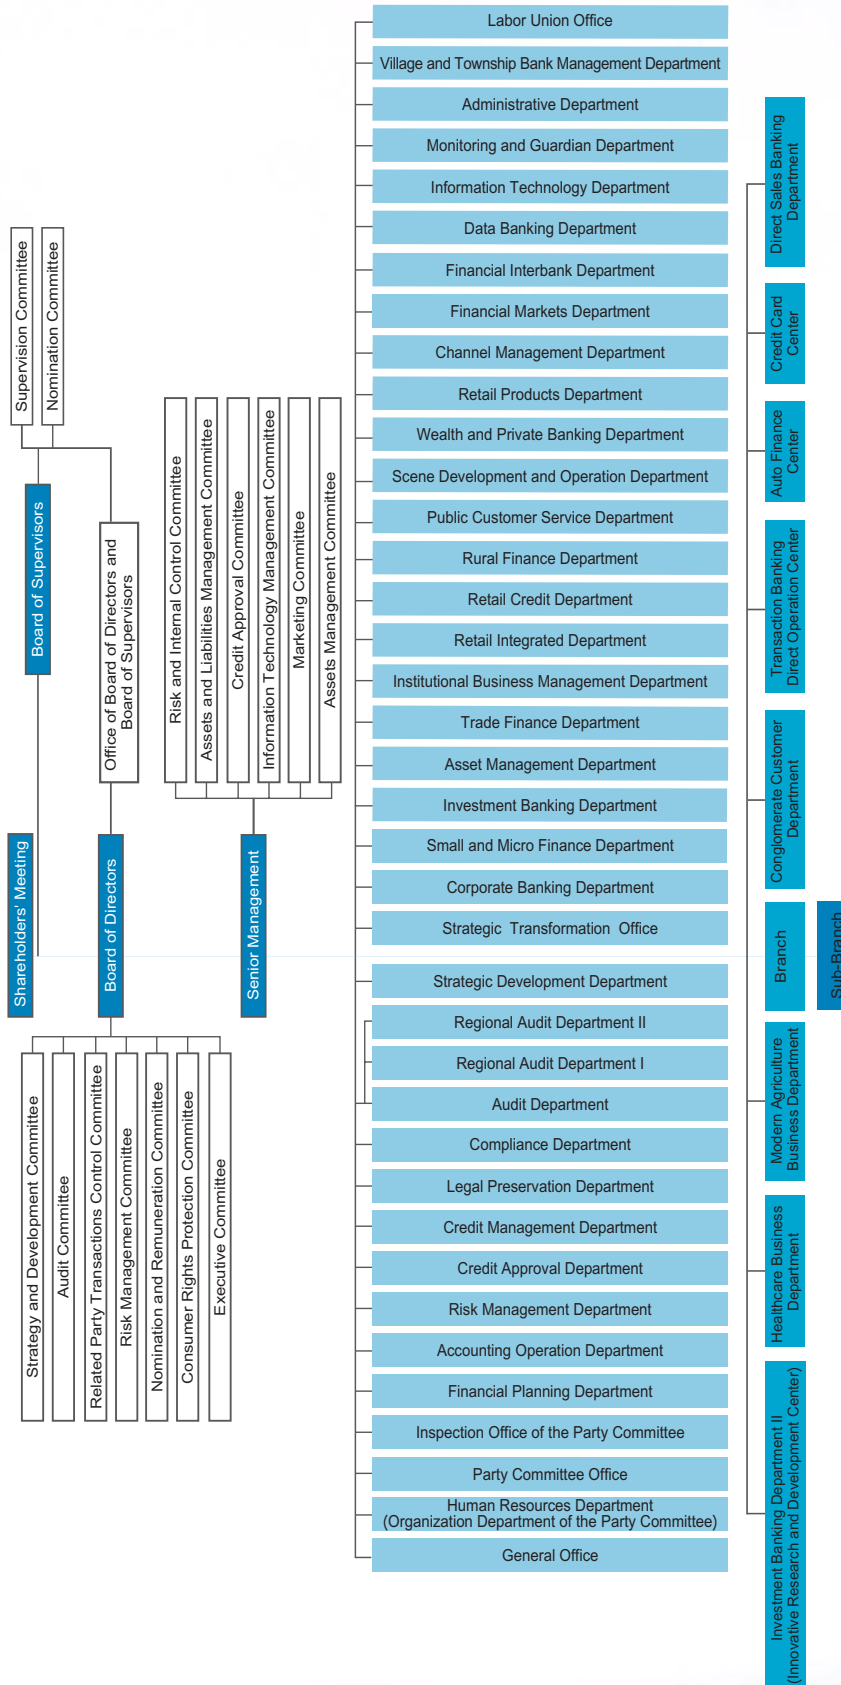 Shareholders' Meeting
Board of Supervisors
Supervision Committee
Nomination Committee
Board of Directors
Office of Board of Directors and
Board of Supervisors
Strategy and Development Committee
Audit Committee
Related Party Transactions Control Committee
Risk Management Committee
Nomination and Remuneration Committee
Consumer Rights Protection Committee
Executive Committee
Senior Management
Risk and Internal Control Committee
Assets and Liabilities Management Committee
Credit Approval Committee
Information Technology Management Committee
Marketing Committee
Assets Management Committee
Labor Union Office
Village and Township Bank Management Department
Administrative Department
Monitoring and Guardian Department
Information Technology Department
Data Banking Department
Financial Interbank Department
Financial Markets Department
Channel Management Department
Retail Products Department
Wealth and Private Banking Department
Scene Development and Operation Department
Public Customer Service Department
Rural Finance Department
Retail Credit Department
Retail Integrated Department
Institutional Business Management Department
Trade Finance Department
Asset Management Department
Investment Banking Department
Small and Micro Finance Department
Corporate Banking Department
Strategic Transformation Office
Strategic Development Department
Regional Audit Department II
Regional Audit Department I
Audit Department
Compliance Department
Legal Preservation Department
Credit Management Department
Credit Approval Department
Risk Management Department
Accounting Operation Department
Financial Planning Department
Inspection Office of the Party Committee
Party Committee Office
Human Resources Department
(Organization Department of the Party Committee)
General Office
Direct Sales Banking
Department
Credit Card
Center
Auto Finance
Center
Transaction Banking
Direct Operation Center
Conglomerate Customer
Department
Branch
Modern Agriculture
Business Department
Healthcare Business
Department
Investment Banking Department II
(Innovative Research and Development Center)
Sub-Branch